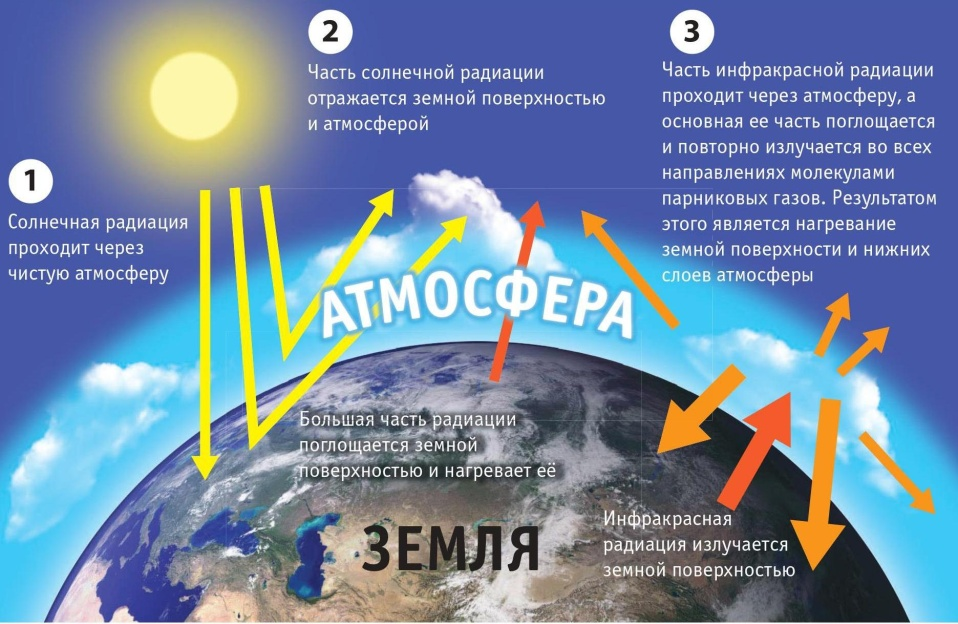 1
Солнечная радиация
проходит через
чистую атмосферу
2
Часть солнечной радиации
отражается земной поверхностью
и атмосферой
3
Часть инфракрасной радиации
проходит через атмосферу, а
основная ее часть поглощается
и повторно излучается во всех
направлениях молекулами
парниковых газов. Результатом
этого является нагревание
земной поверхности и нижних
слоев атмосферы
АТМОСФЕРА
Большая часть радиации
поглощается земной
поверхностью и нагревает её
ЗЕМЛЯ
Инфракрасная
радиация излучается
земной поверхностью